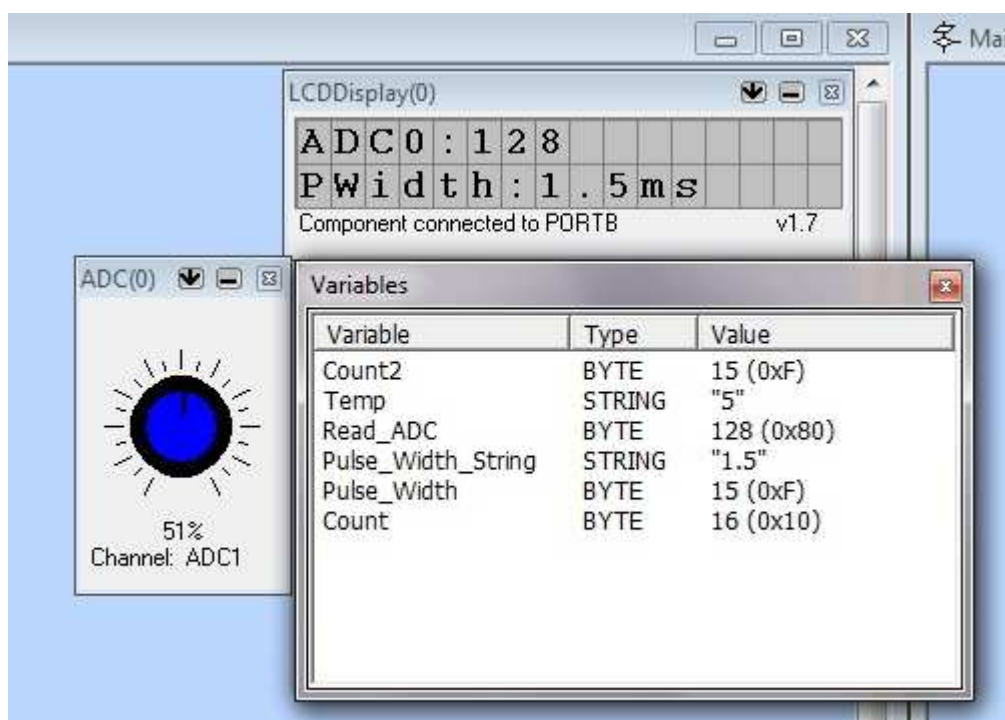 Mai
LCDDisplay(0)
ADC0:128
PWidth:1.5ms
Component connected to PORTB v1.7
ADC(0)
51%
Channel: ADC1
Variables
Variable Type Value
Count2 BYTE 15 (0xF)
Temp STRING "5"
Read_ADC BYTE 128 (0x80)
Pulse_Width_String STRING "1.5"
Pulse_Width BYTE 15 (0xF)
Count BYTE 16 (0x10)